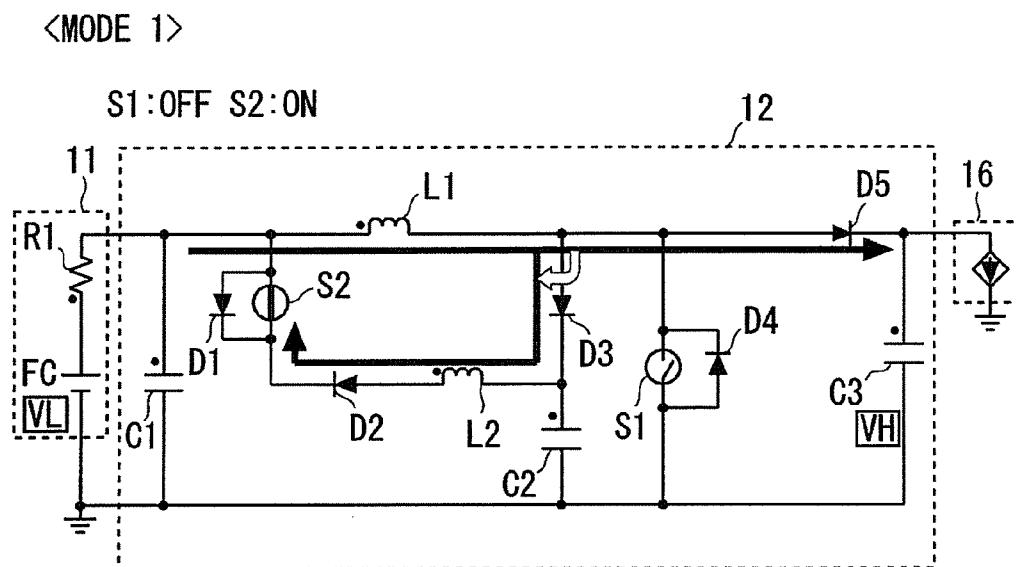 <MODE 1>
S1:OFF S2:ON
12
11
L1
D5
16
R1
S2
D1
D3
D4
FC
VL
C1
D2
L2
S1
C3
VH
C2